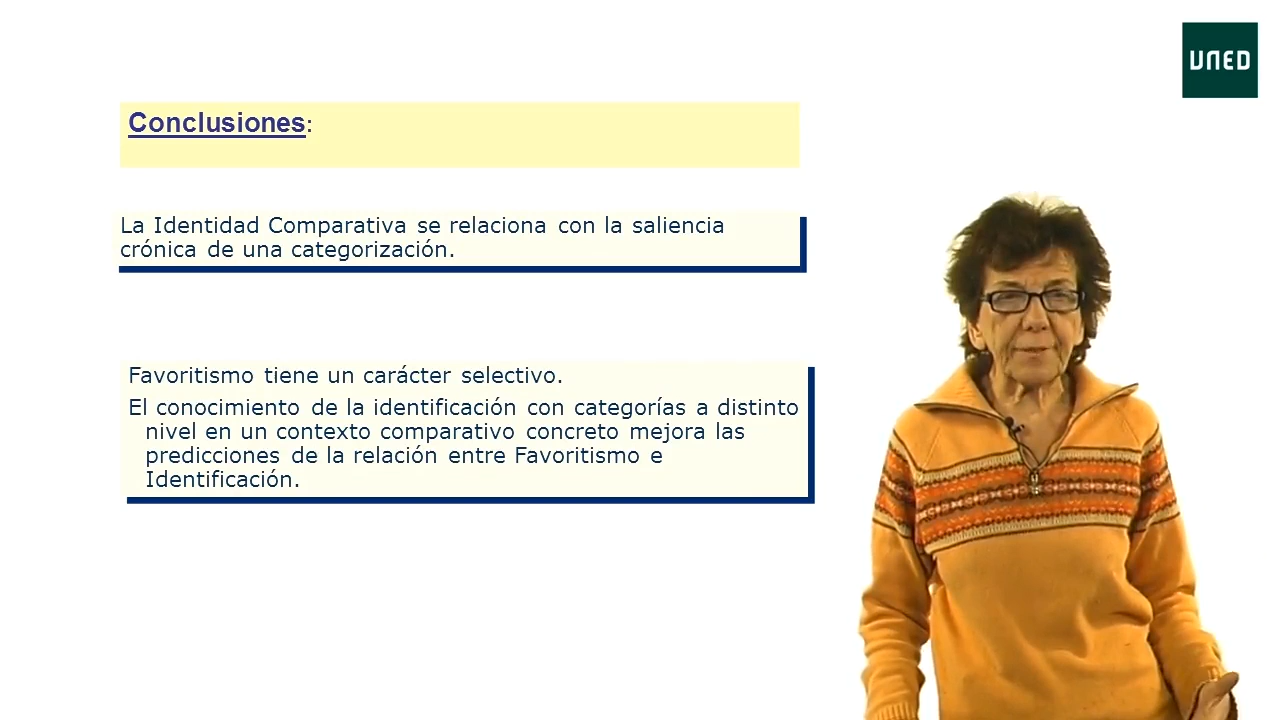 UNED
Conclusiones:
La Identidad Comparativa se relaciona con la saliencia
crónica de una categorización.
Favoritismo tiene un carácter selectivo.
El conocimiento de la identificación con categorías a distinto
nivel en un contexto comparativo concreto mejora las
predicciones de la relación entre Favoritismo e
Identificación.